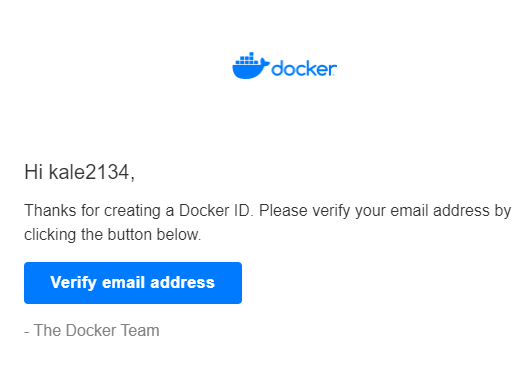 docker
Hi kale2134,
Thanks for creating a Docker ID. Please verify your email address by
clicking the button below.
Verify email address
- The Docker Team